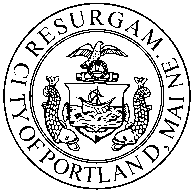 RESURGAM.
CITY OF PORTLAND, MAINE